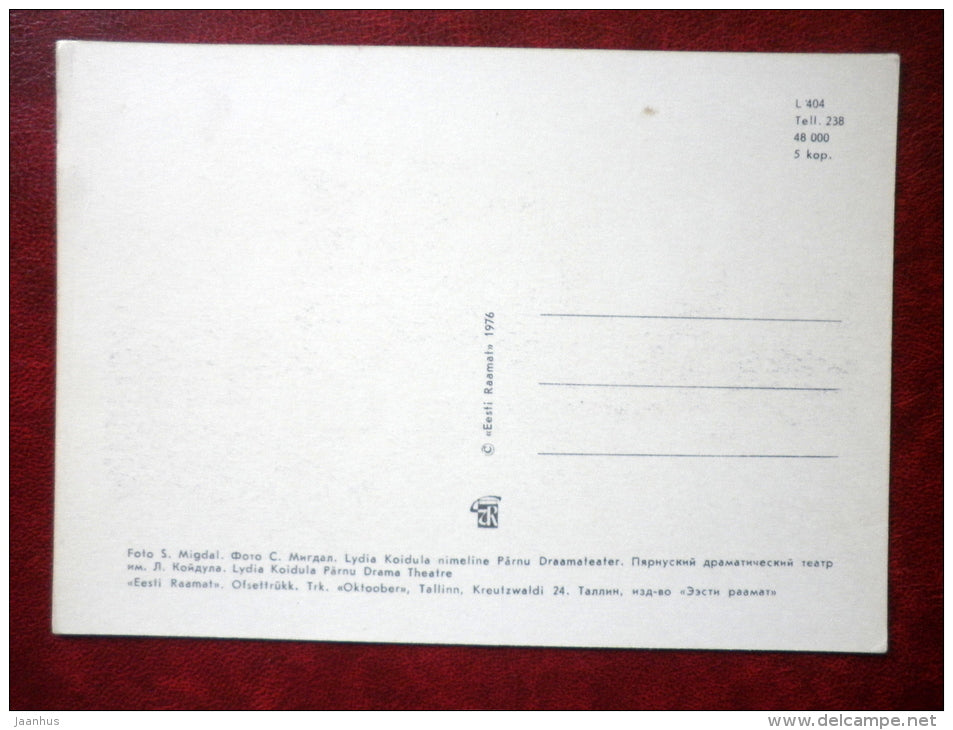 L 404
Tell. 238
48 000
5 kop.
© «Eesti Raamat» 1976
Foto S. Migdal. Фото С. Мигдал. Lydia Koidula nimeline Pärnu Draamateater. Пярнуский драматический театр
им. Л. Койдула. Lydia Koidula Pärnu Drama Theatre
«Eesti Raamat». Ofsettrükk. Trk. «Oktoober», Tallinn, Kreutzwaldi 24. Таллин, изд-во «Ээсти раамат»
jaanhus
www.delcampe.net